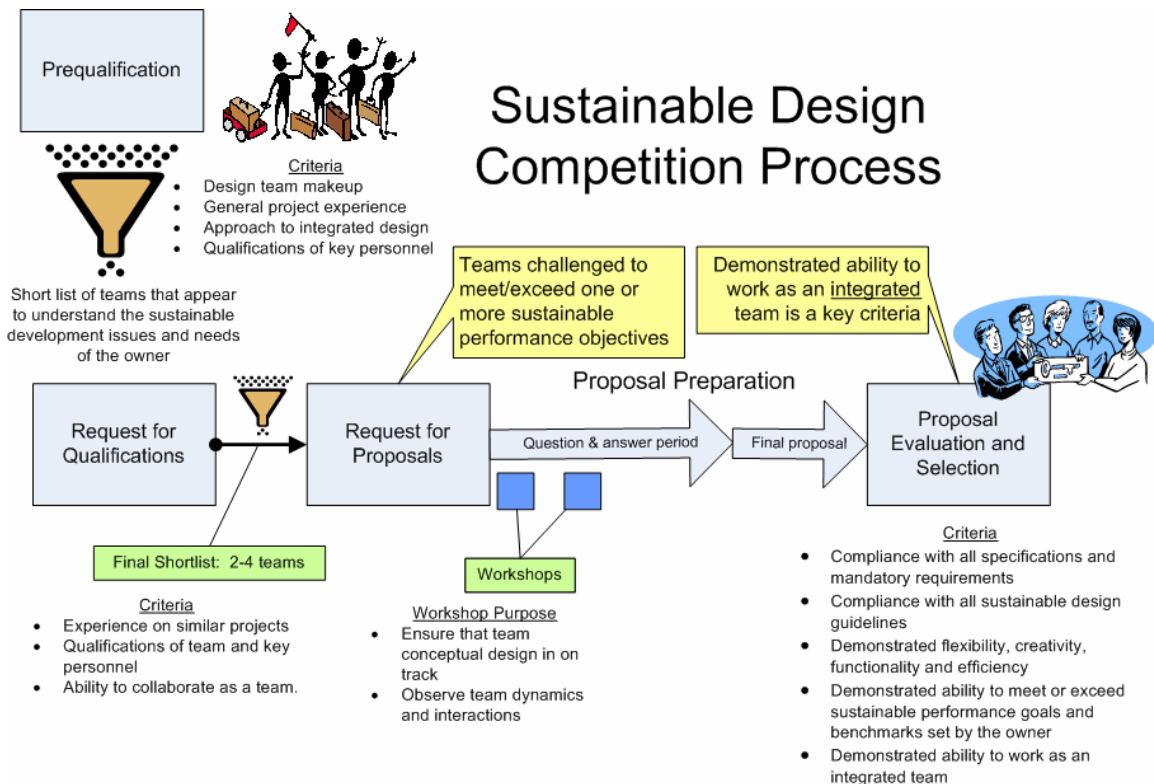 Prequalification
Sustainable Design
Competition Process
Criteria
• Design team makeup
• General project experience
• Approach to integrated design
• Qualifications of key personnel
Short list of teams that appear
to understand the sustainable
development issues and needs
of the owner
Teams challenged to
meet/exceed one or
more sustainable
performance objectives
Demonstrated ability to
work as an integrated
team is a key criteria
Request for
Qualifications
Request for
Proposals
Proposal Preparation
Question & answer period
Final proposal
Proposal
Evaluation and
Selection
Final Shortlist: 2-4 teams
Criteria
• Experience on similar projects
• Qualifications of team and key
personnel
• Ability to collaborate as a team.
Workshops
Workshop Purpose
• Ensure that team
conceptual design in on
track
• Observe team dynamics
and interactions
Criteria
• Compliance with all specifications and
mandatory requirements
• Compliance with all sustainable design
guidelines
• Demonstrated flexibility, creativity,
functionality and efficiency
• Demonstrated ability to meet or exceed
sustainable performance goals and
benchmarks set by the owner
• Demonstrated ability to work as an
integrated team